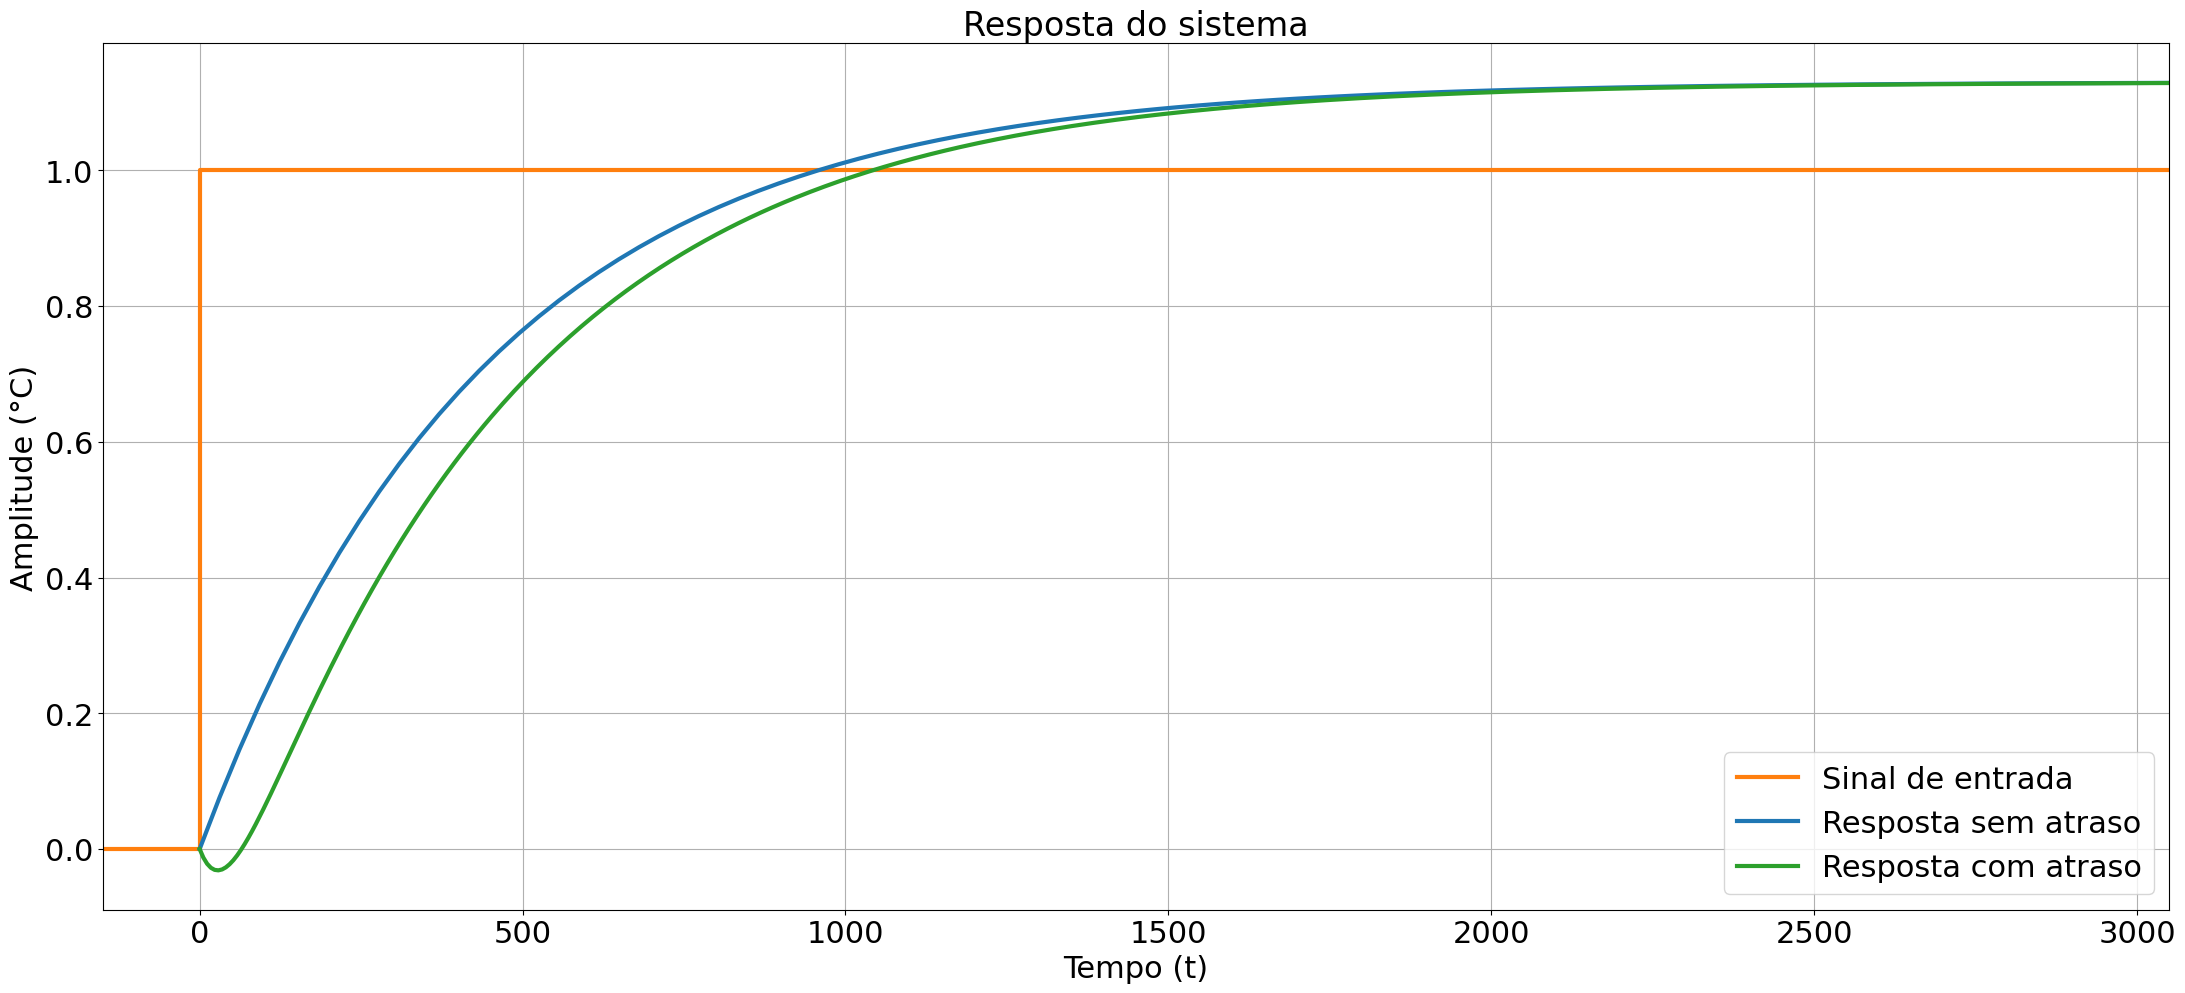 Resposta do sistema
Amplitude (°C)
1.0
0.8
0.6
0.4
0.2
0.0
Sinal de entrada
Resposta sem atraso
Resposta com atraso
0 500 1000 1500 2000 2500 3000
Tempo (t)